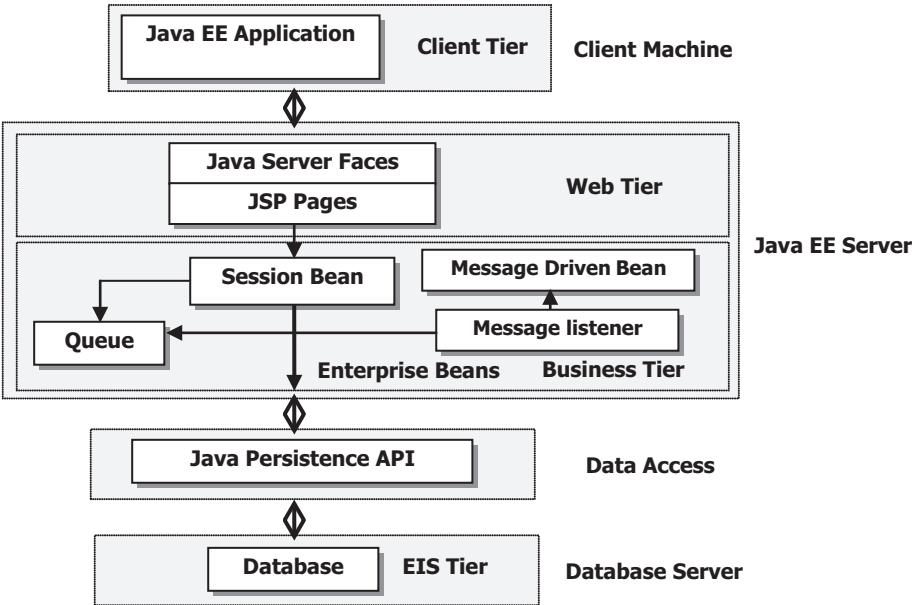 Java EE Application
Client Tier
Client Machine
Java Server Faces
JSP Pages
Web Tier
Java EE Server
Session Bean
Message Driven Bean
Queue
Message listener
Enterprise Beans
Business Tier
Java Persistence API
Data Access
Database
EIS Tier
Database Server